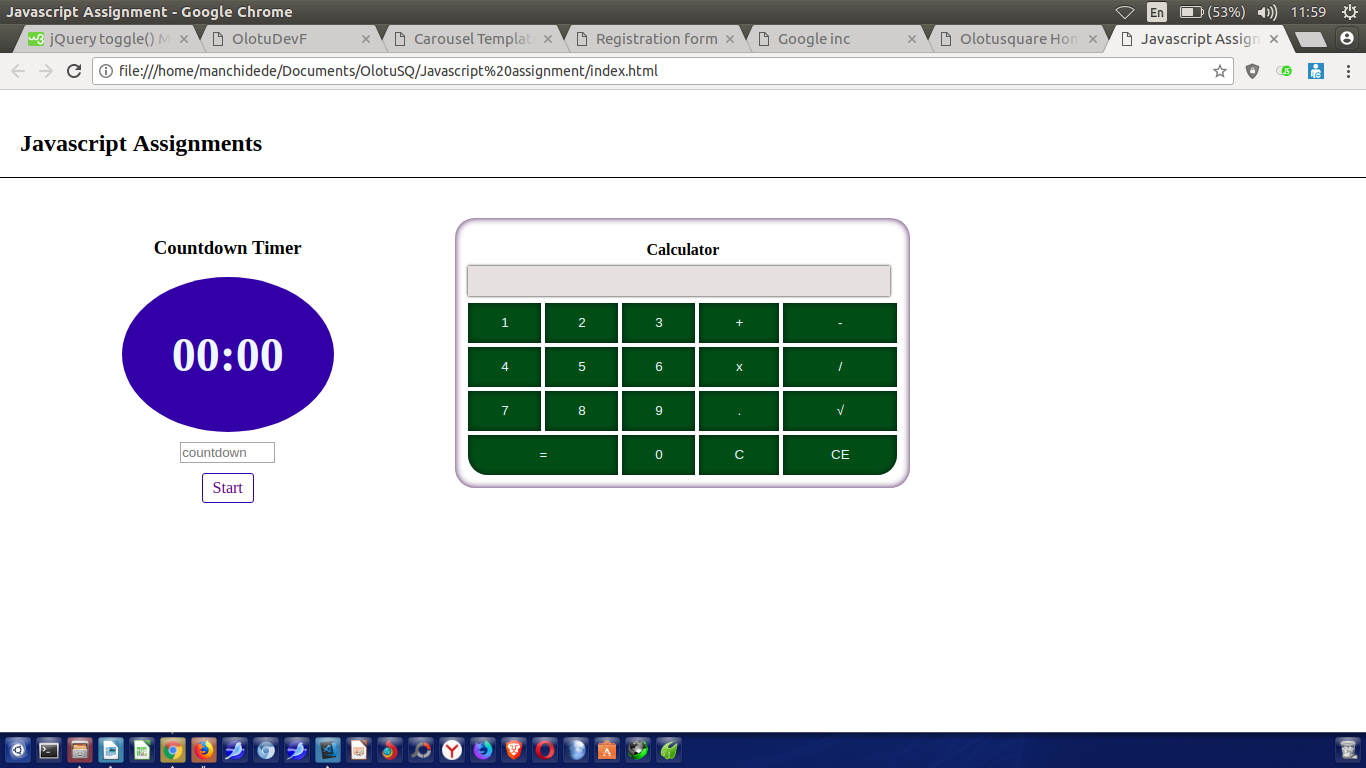 Javascript Assignment - Google Chrome
En (53%) 11:59
jQuery toggle() M
OlotuDevF
Carousel Templat
Registration form
Google inc
Olotusquare Hom
Javascript Assign
file:///home/manchidede/Documents/OlotuSQ/Javascript%20assignment/index.html
Javascript Assignments
Countdown Timer
00:00
countdown
Start
Calculator
1 2 3 + -
4 5 6 x /
7 8 9 . √
= 0 C CE